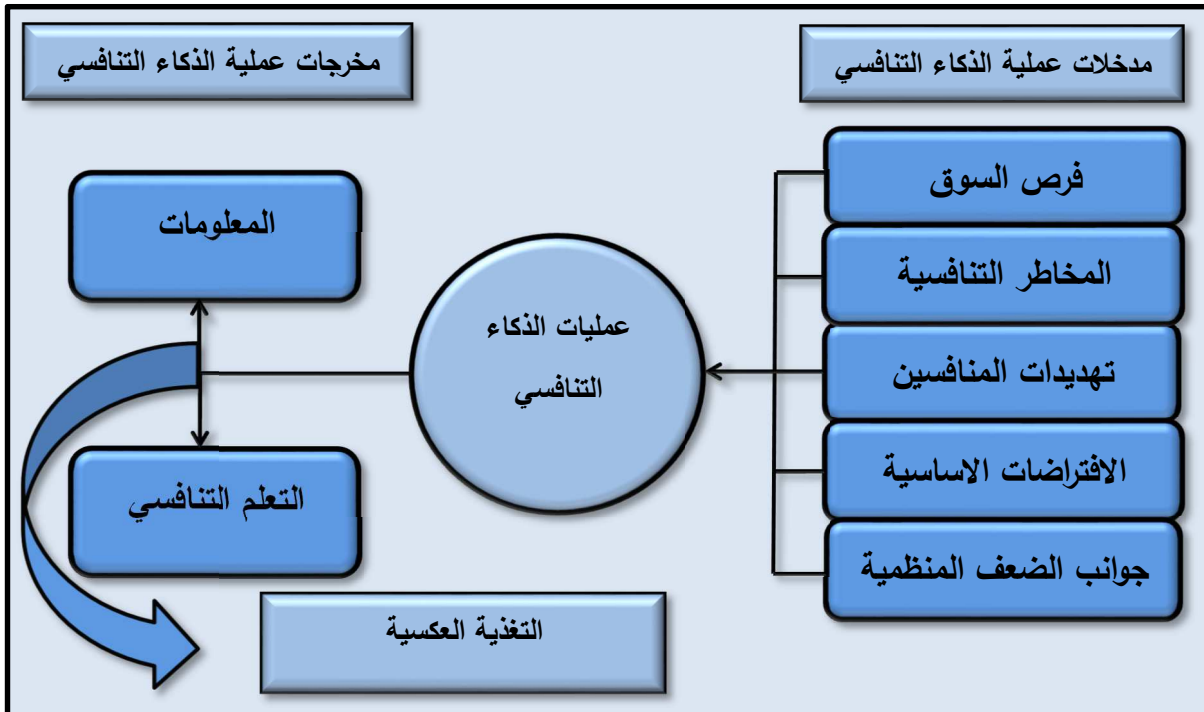 مدخلات عملية الذكاء التنافسي
مخرجات عملية الذكاء التنافسي
فرص السوق
المخاطر التنافسية
تهديدات المنافسين
الافتراضات الاساسية
جوانب الضعف المنظمية
عمليات الذكاء
التنافسي
المعلومات
التعلم التنافسي
التغذية العكسية